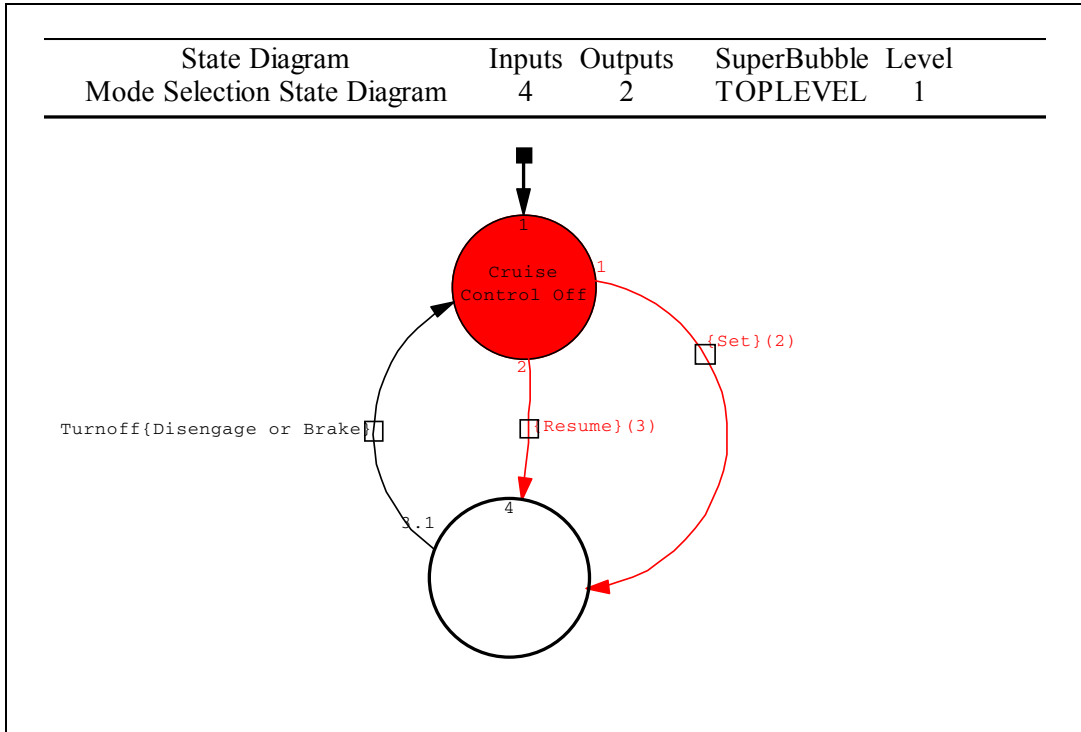 State Diagram Inputs Outputs SuperBubble Level
Mode Selection State Diagram 4 2 TOPLEVEL 1
1
Cruise
Control Off
1
{Set}(2)
2
Turnoff{Disengage or Brake}
{Resume}(3)
4
3.1